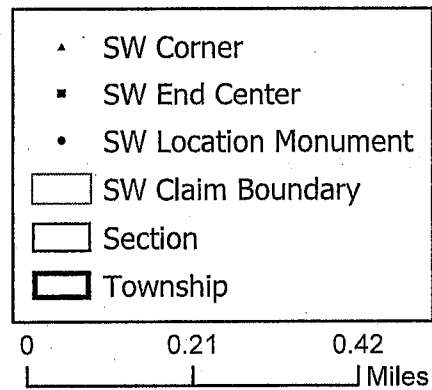 SW Corner
SW End Center
SW Location Monument
SW Claim Boundary
Section
Township
0 0.21 0.42
Miles